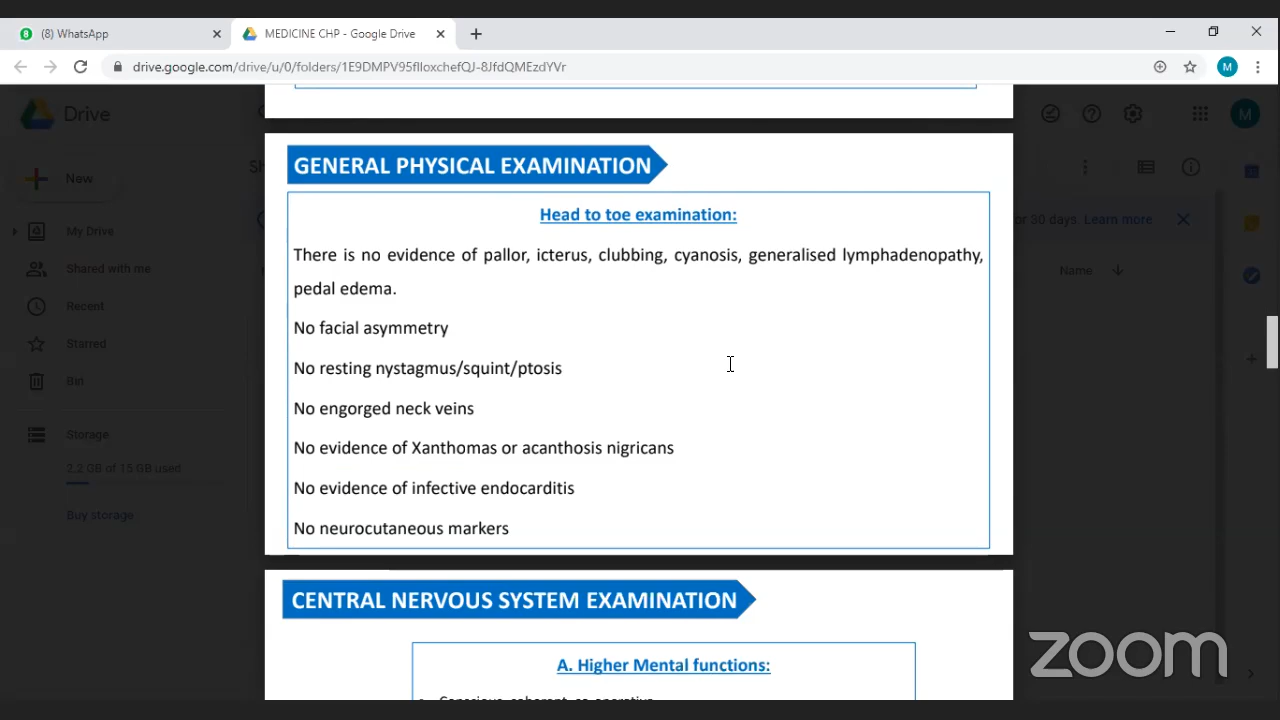 (8) WhatsApp
MEDICINE CHP - Google Drive
drive.google.com/drive/u/0/folders/1E9DMPV95flloxchefQJ-8JfdQMEzdYVr
M
Drive
M
New
My Drive
Shared with me
Recent
Starred
Bin
Storage
2.2 GB of 15 GB used
Buy storage
or 30 days. Learn more
Name
GENERAL PHYSICAL EXAMINATION
Head to toe examination:
There is no evidence of pallor, icterus, clubbing, cyanosis, generalised lymphadenopathy,
pedal edema.
No facial asymmetry
No resting nystagmus/squint/ptosis
No engorged neck veins
No evidence of Xanthomas or acanthosis nigricans
No evidence of infective endocarditis
No neurocutaneous markers
CENTRAL NERVOUS SYSTEM EXAMINATION
A. Higher Mental functions:
zoom